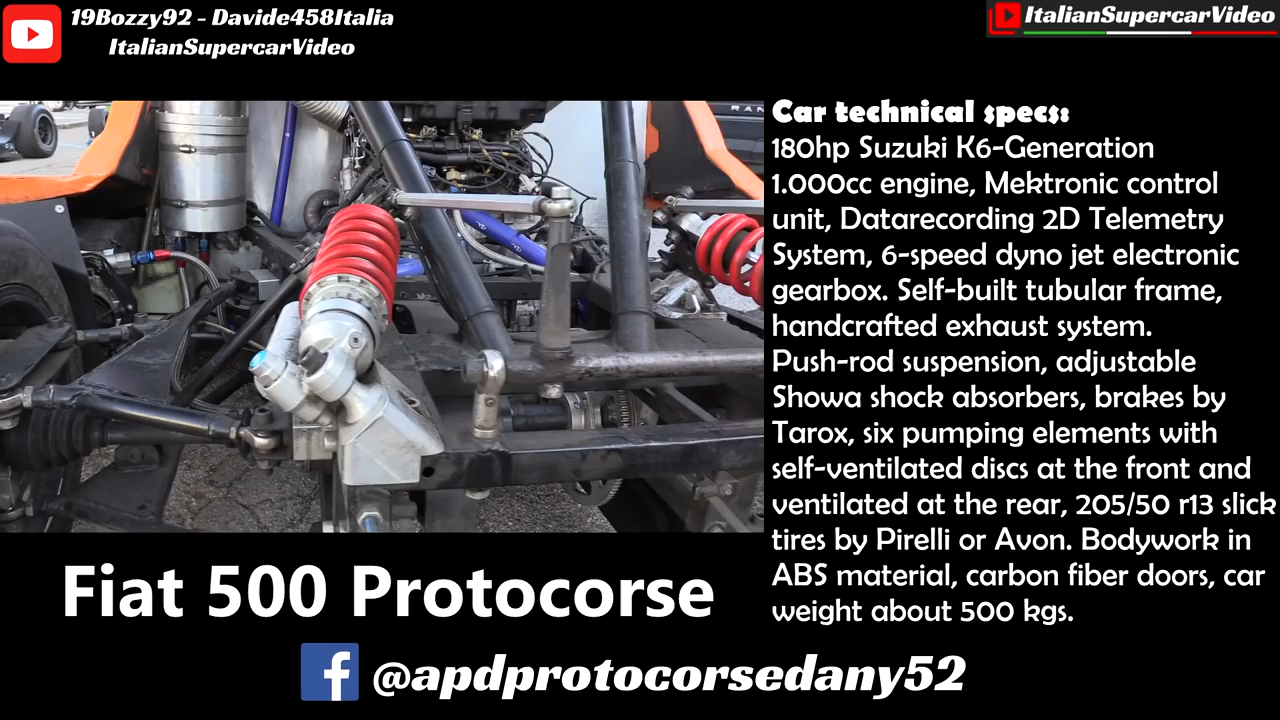 19Bozzy92 - Davide458Italia
ItalianSupercarVideo
ItalianSupercarVideo
Car technical specs:
180hp Suzuki K6-Generation
1.000cc engine, Mektronic control
unit, Datarecording 2D Telemetry
System, 6-speed dyno jet electronic
gearbox. Self-built tubular frame,
handcrafted exhaust system.
Push-rod suspension, adjustable
Showa shock absorbers, brakes by
Tarox, six pumping elements with
self-ventilated discs at the front and
ventilated at the rear, 205/50 r13 slick
tires by Pirelli or Avon. Bodywork in
ABS material, carbon fiber doors, car
weight about 500 kgs.
Fiat 500 Protocorse
@apdprotocorsedany52